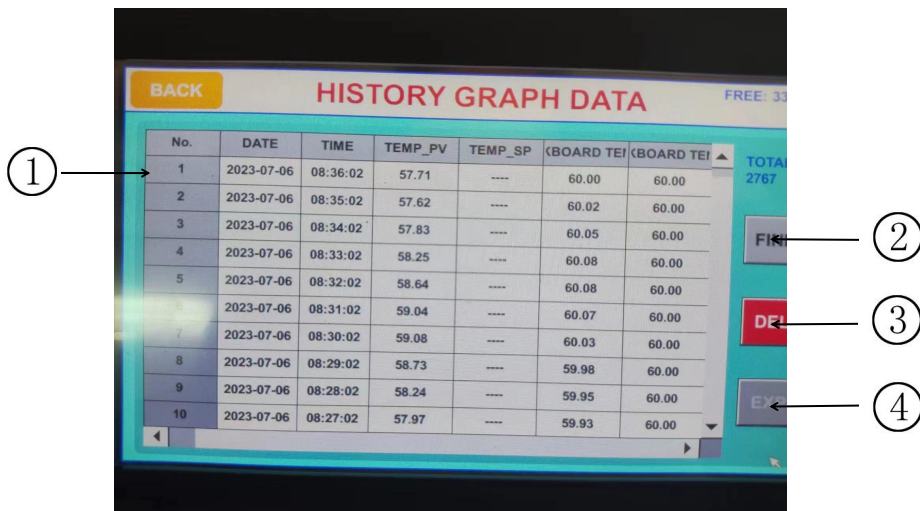 BACK HISTORY GRAPH DATA FREE: 33
No. DATE TIME TEMP_PV TEMP_SP
TOTAL
2767
1 2023-07-06 08:36:02 57.71 ---- 60.00 60.00
2 2023-07-06 08:35:02 57.62 ---- 60.02 60.00
3 2023-07-06 08:34:02 57.83 ---- 60.05 60.00
4 2023-07-06 08:33:02 58.25 ---- 60.08 60.00
5 2023-07-06 08:32:02 58.64 ---- 60.08 60.00
6 2023-07-06 08:31:02 59.04 ---- 60.07 60.00
7 2023-07-06 08:30:02 59.08 ---- 60.03 60.00
8 2023-07-06 08:29:02 58.73 ---- 59.98 60.00
9 2023-07-06 08:28:02 58.24 ---- 59.95 60.00
10 2023-07-06 08:27:02 57.97 ---- 59.93 60.00
①
②
DEL
③
④